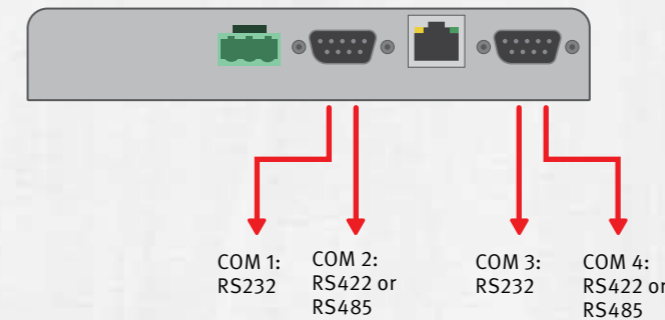 COM 1:
RS232
COM 2:
RS422 or
RS485
COM 3:
RS232
COM 4:
RS422 or
RS485